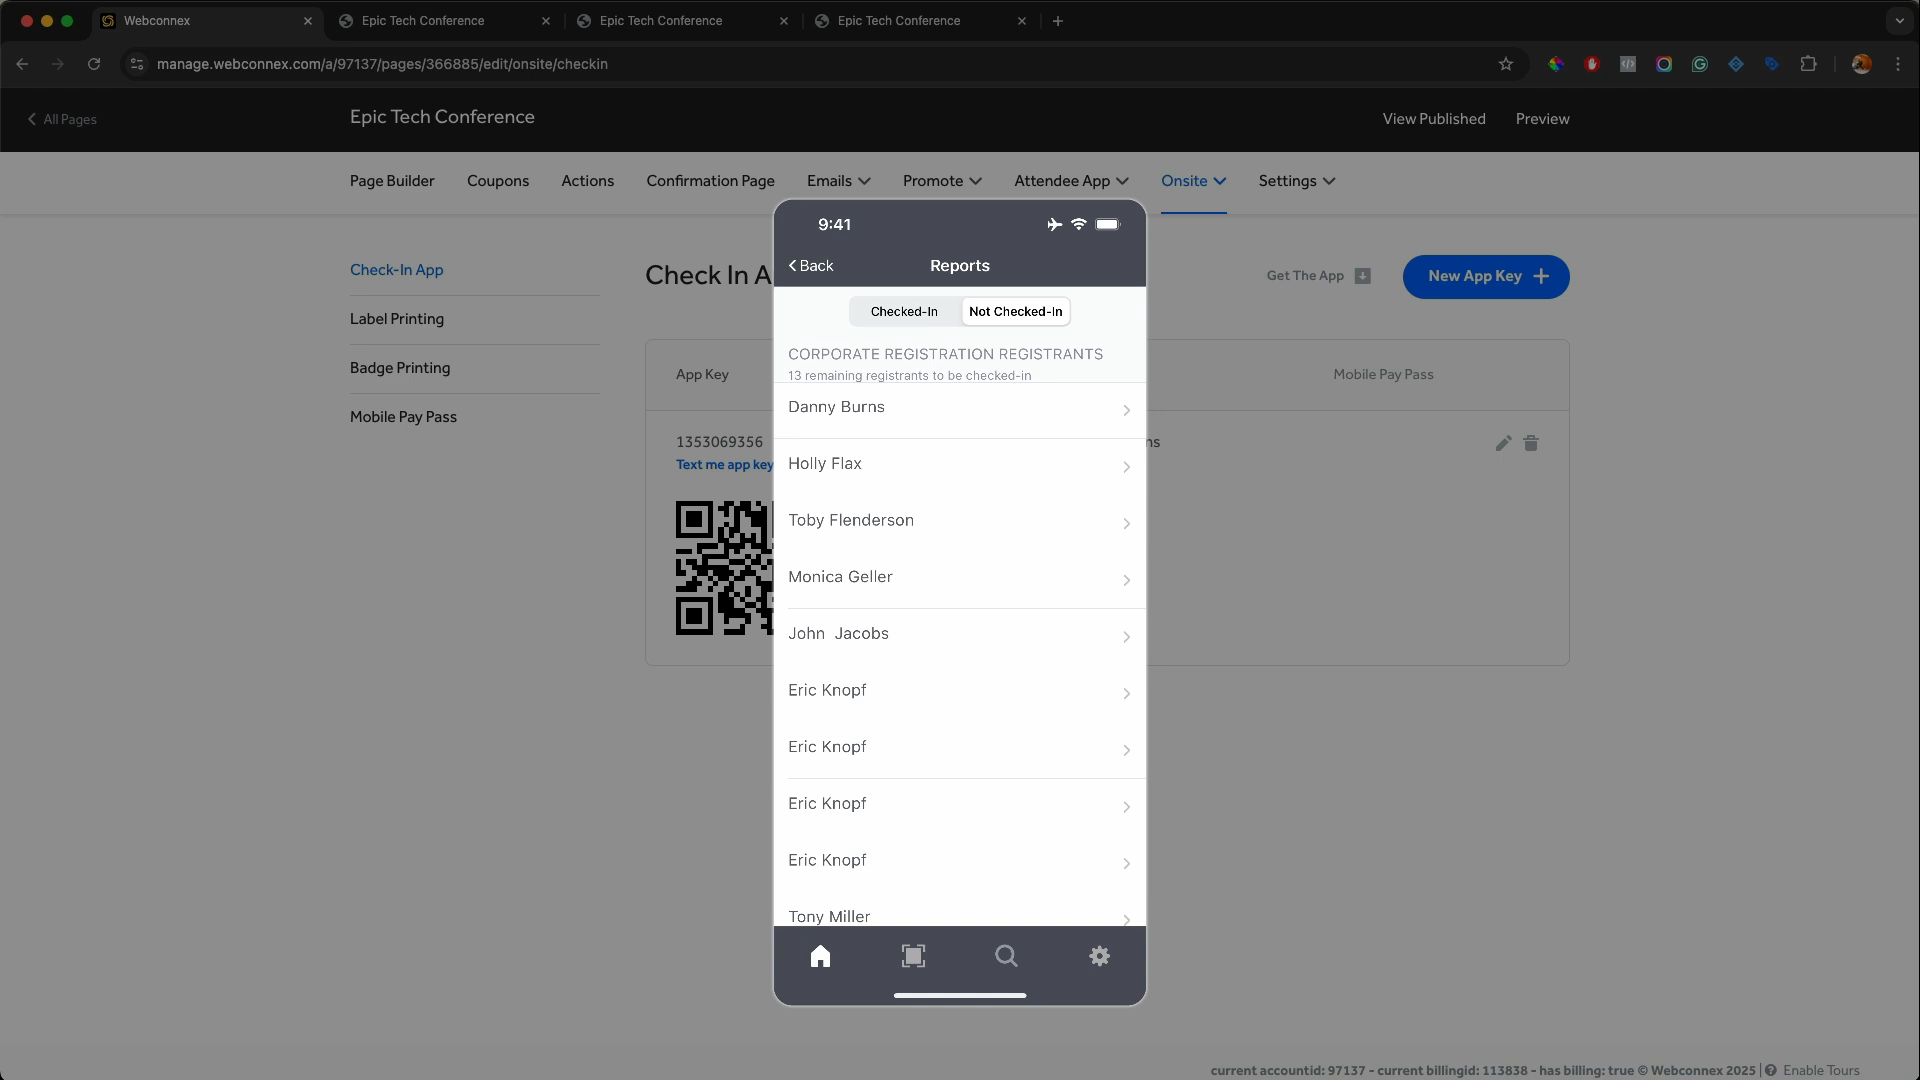 Webconnex
Epic Tech Conference
Epic Tech Conference
Epic Tech Conference
manage.webconnex.com/a/97137/pages/366885/edit/onsite/checkin
All Pages
Epic Tech Conference
View Published
Preview
Page Builder
Coupons
Actions
Confirmation Page
Emails
Promote
Attendee App
Onsite
Settings
Check-In App
Label Printing
Badge Printing
Mobile Pay Pass
Check In A
Get The App
New App Key
App Key
Mobile Pay Pass
1353069356
Text me app key
ns
9:41
Back
Reports
Checked-In
Not Checked-In
CORPORATE REGISTRATION REGISTRANTS
13 remaining registrants to be checked-in
Danny Burns
Holly Flax
Toby Flenderson
Monica Geller
John Jacobs
Eric Knopf
Eric Knopf
Eric Knopf
Eric Knopf
Tony Miller
current accountid: 97137 - current billingid: 113838 - has billing: true © Webconnex 2025 | Enable Tours